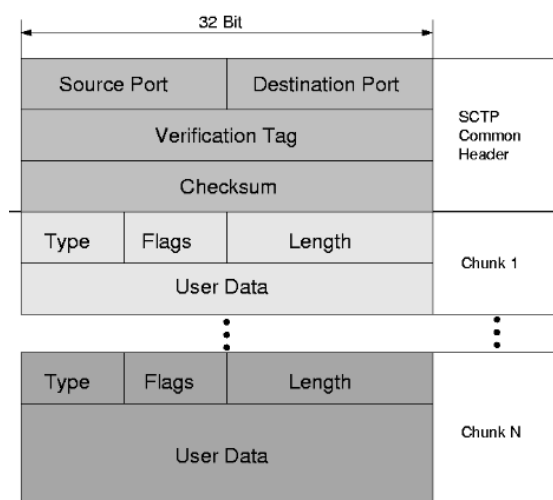 32 Bit
Source Port
Destination Port
SCTP
Common
Header
Verification Tag
Checksum
Type
Flags
Length
Chunk 1
User Data
Type
Flags
Length
Chunk N
User Data